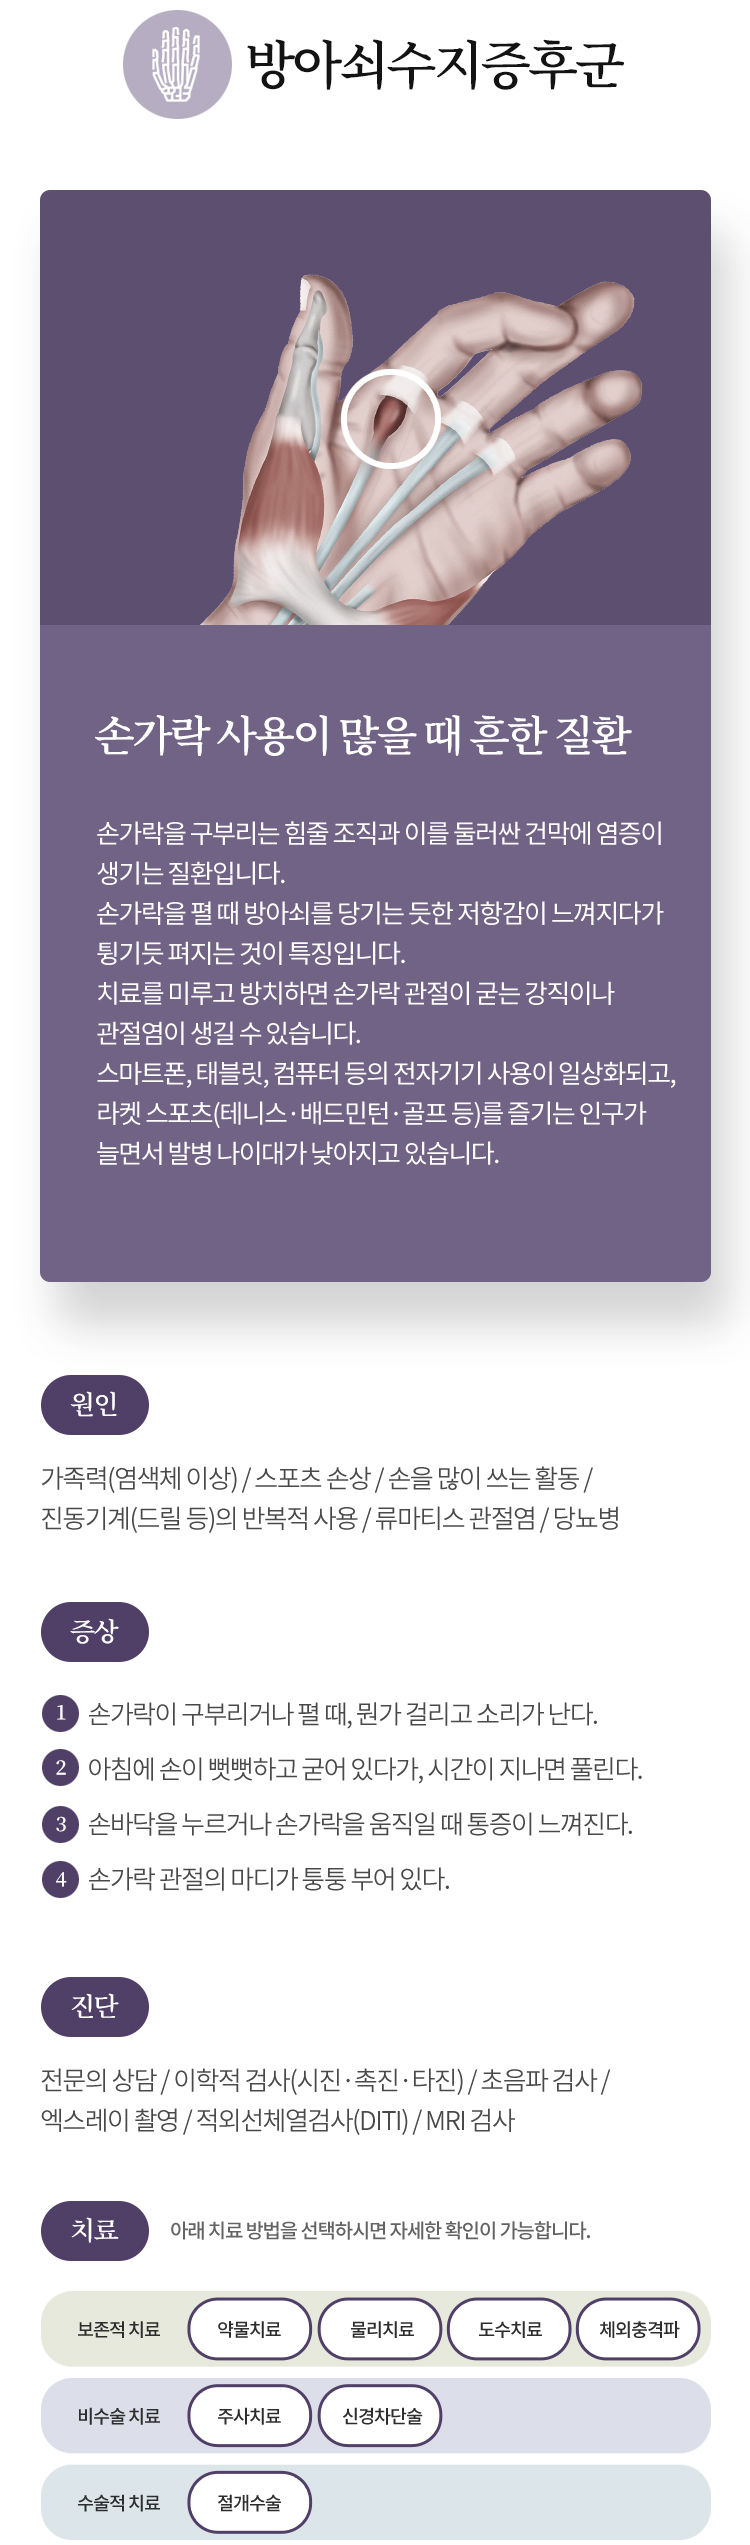 방아쇠수지증후군
손가락 사용이 많을 때 흔한 질환
손가락을 구부리는 힘줄 조직과 이를 둘러싼 건막에 염증이
생기는 질환입니다.
손가락을 펼 때 방아쇠를 당기는 듯한 저항감이 느껴지다가
튕기듯 펴지는 것이 특징입니다.
치료를 미루고 방치하면 손가락 관절이 굳는 강직이나
관절염이 생길 수 있습니다.
스마트폰, 태블릿, 컴퓨터 등의 전자기기 사용이 일상화되고,
라켓 스포츠(테니스·배드민턴·골프 등)를 즐기는 인구가
늘면서 발병 나이대가 낮아지고 있습니다.
원인
가족력(염색체 이상) / 스포츠 손상 / 손을 많이 쓰는 활동 /
진동기계(드릴 등)의 반복적 사용 / 류마티스 관절염 / 당뇨병
증상
1 손가락이 구부리거나 펼 때, 뭔가 걸리고 소리가 난다.
2 아침에 손이 뻣뻣하고 굳어 있다가, 시간이 지나면 풀린다.
3 손바닥을 누르거나 손가락을 움직일 때 통증이 느껴진다.
4 손가락 관절의 마디가 퉁퉁 부어 있다.
진단
전문의 상담 / 이학적 검사(시진·촉진·타진) / 초음파 검사 /
엑스레이 촬영 / 적외선체열검사(DITI) / MRI 검사
치료 아래 치료 방법을 선택하시면 자세한 확인이 가능합니다.
보존적 치료 약물치료 물리치료 도수치료 체외충격파
비수술 치료 주사치료 신경차단술
수술적 치료 절개수술